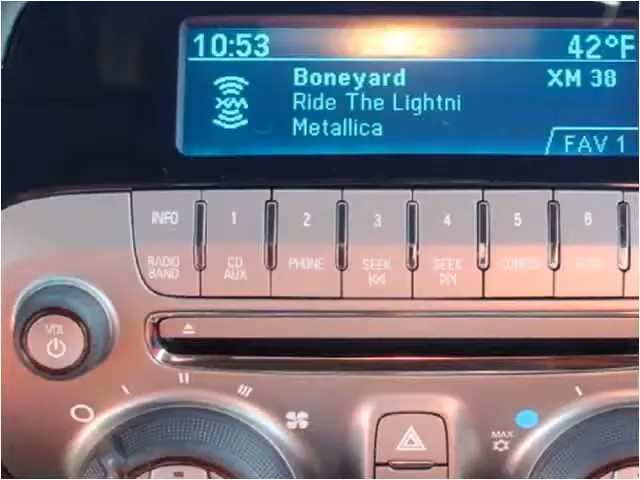 10:53 42°F
XM Boneyard XM 38
Ride The Lightni
Metallica
FAV 1
INFO 1 2 3 4 5 6
RADIO BAND CD AUX PHONE SEEK SEEK
VOL
MAX